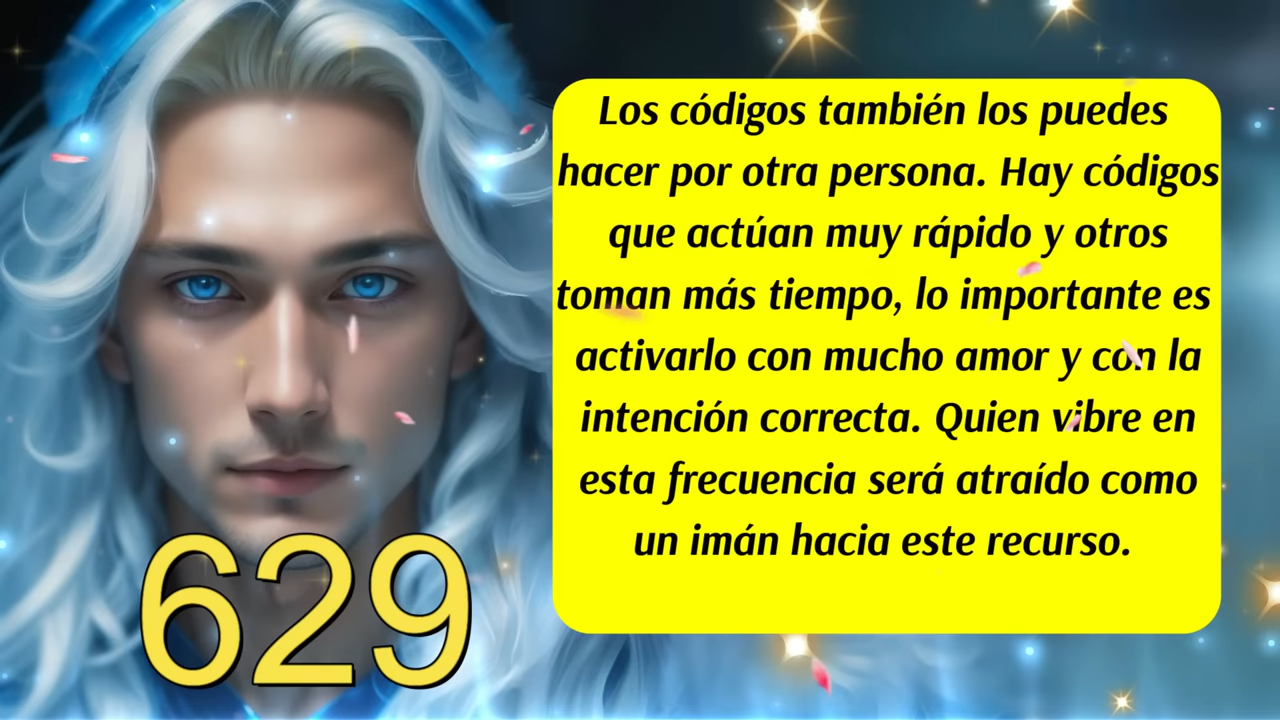 Los códigos también los puedes
hacer por otra persona. Hay códigos
que actúan muy rápido y otros
toman más tiempo, lo importante es
activarlo con mucho amor y con la
intención correcta. Quien vibre en
esta frecuencia será atraído como
un imán hacia este recurso.
629